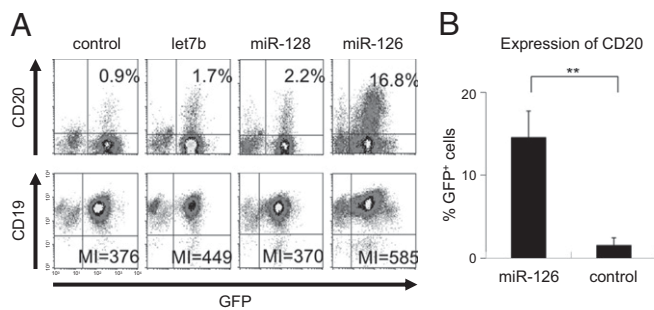 A
control let7b miR-128 miR-126
CD20
0.9% 1.7% 2.2% 16.8%
CD19
MI=376 MI=449 MI=370 MI=585
GFP
B
Expression of CD20
**
% GFP+ cells
20
10
0
miR-126 control